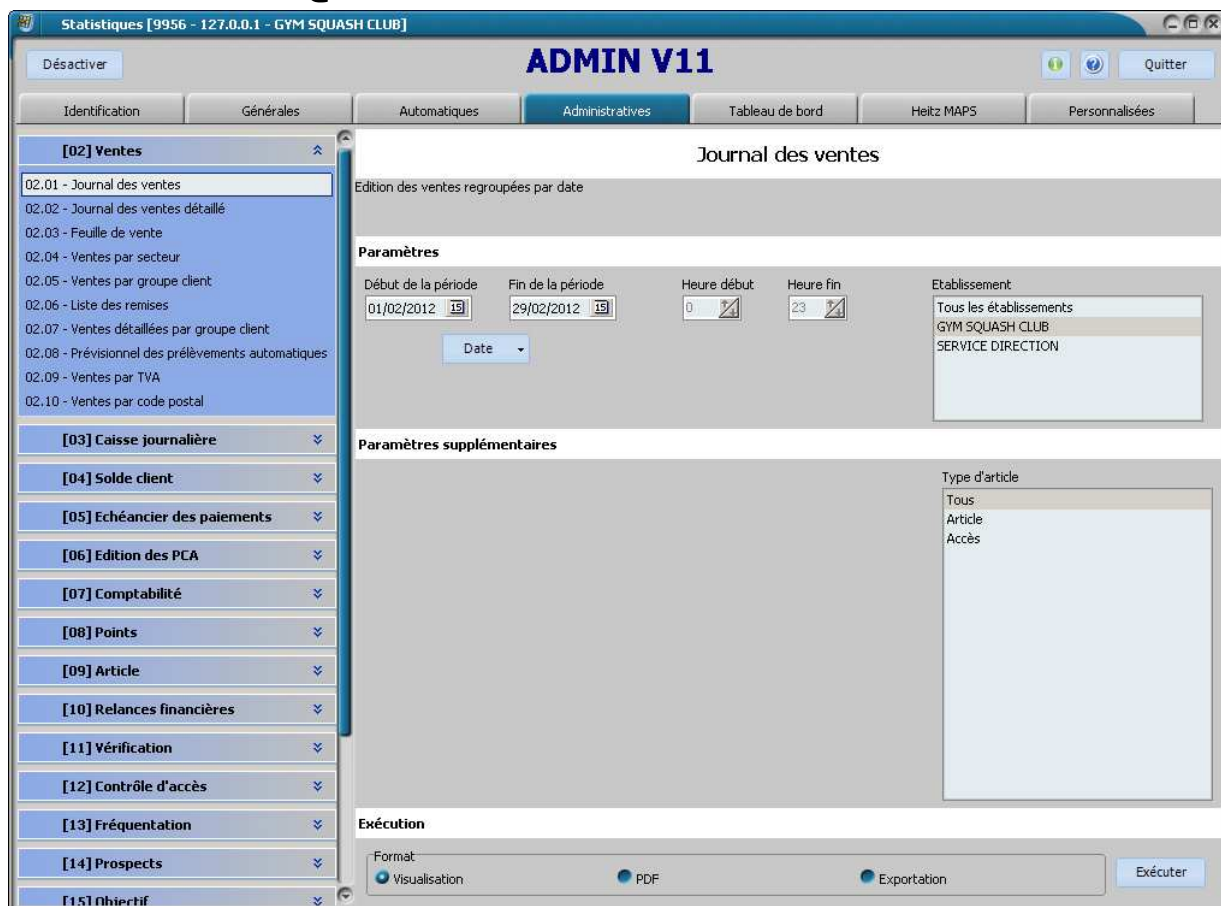 Statistiques [9956 - 127.0.0.1 - GYM SQUASH CLUB]
Désactiver
ADMIN V11
Quitter
Identification
Générales
Automatiques
Administratives
Tableau de bord
Heitz MAPS
Personnalisées
[02] Ventes
02.01 - Journal des ventes
02.02 - Journal des ventes détaillé
02.03 - Feuille de vente
02.04 - Ventes par secteur
02.05 - Ventes par groupe client
02.06 - Liste des remises
02.07 - Ventes détaillées par groupe client
02.08 - Prévisionnel des prélèvements automatiques
02.09 - Ventes par TVA
02.10 - Ventes par code postal
[03] Caisse journalière
[04] Solde client
[05] Echéancier des paiements
[06] Edition des PCA
[07] Comptabilité
[08] Points
[09] Article
[10] Relances financières
[11] Vérification
[12] Contrôle d'accès
[13] Fréquentation
[14] Prospects
[15] Objectif
Journal des ventes
Edition des ventes regroupées par date
Paramètres
Début de la période
Fin de la période
Heure début
Heure fin
01/02/2012 15
29/02/2012 15
0
23
Date
Etablissement
Tous les établissements
GYM SQUASH CLUB
SERVICE DIRECTION
Paramètres supplémentaires
Type d'article
Tous
Article
Accès
Exécution
Format
Visualisation
PDF
Exportation
Exécuter